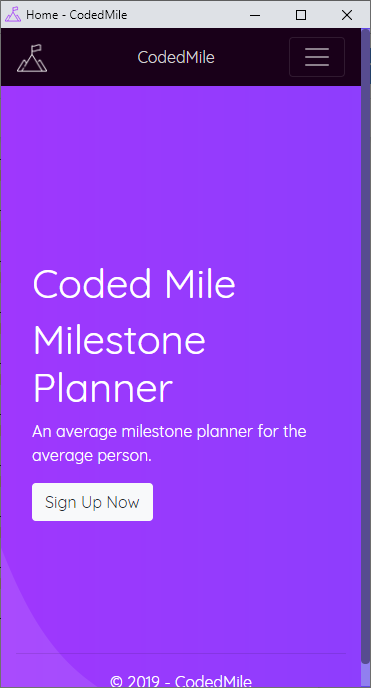 Home - CodedMile
CodedMile
Coded Mile
Milestone
Planner
An average milestone planner for the
average person.
Sign Up Now
© 2019 - CodedMile